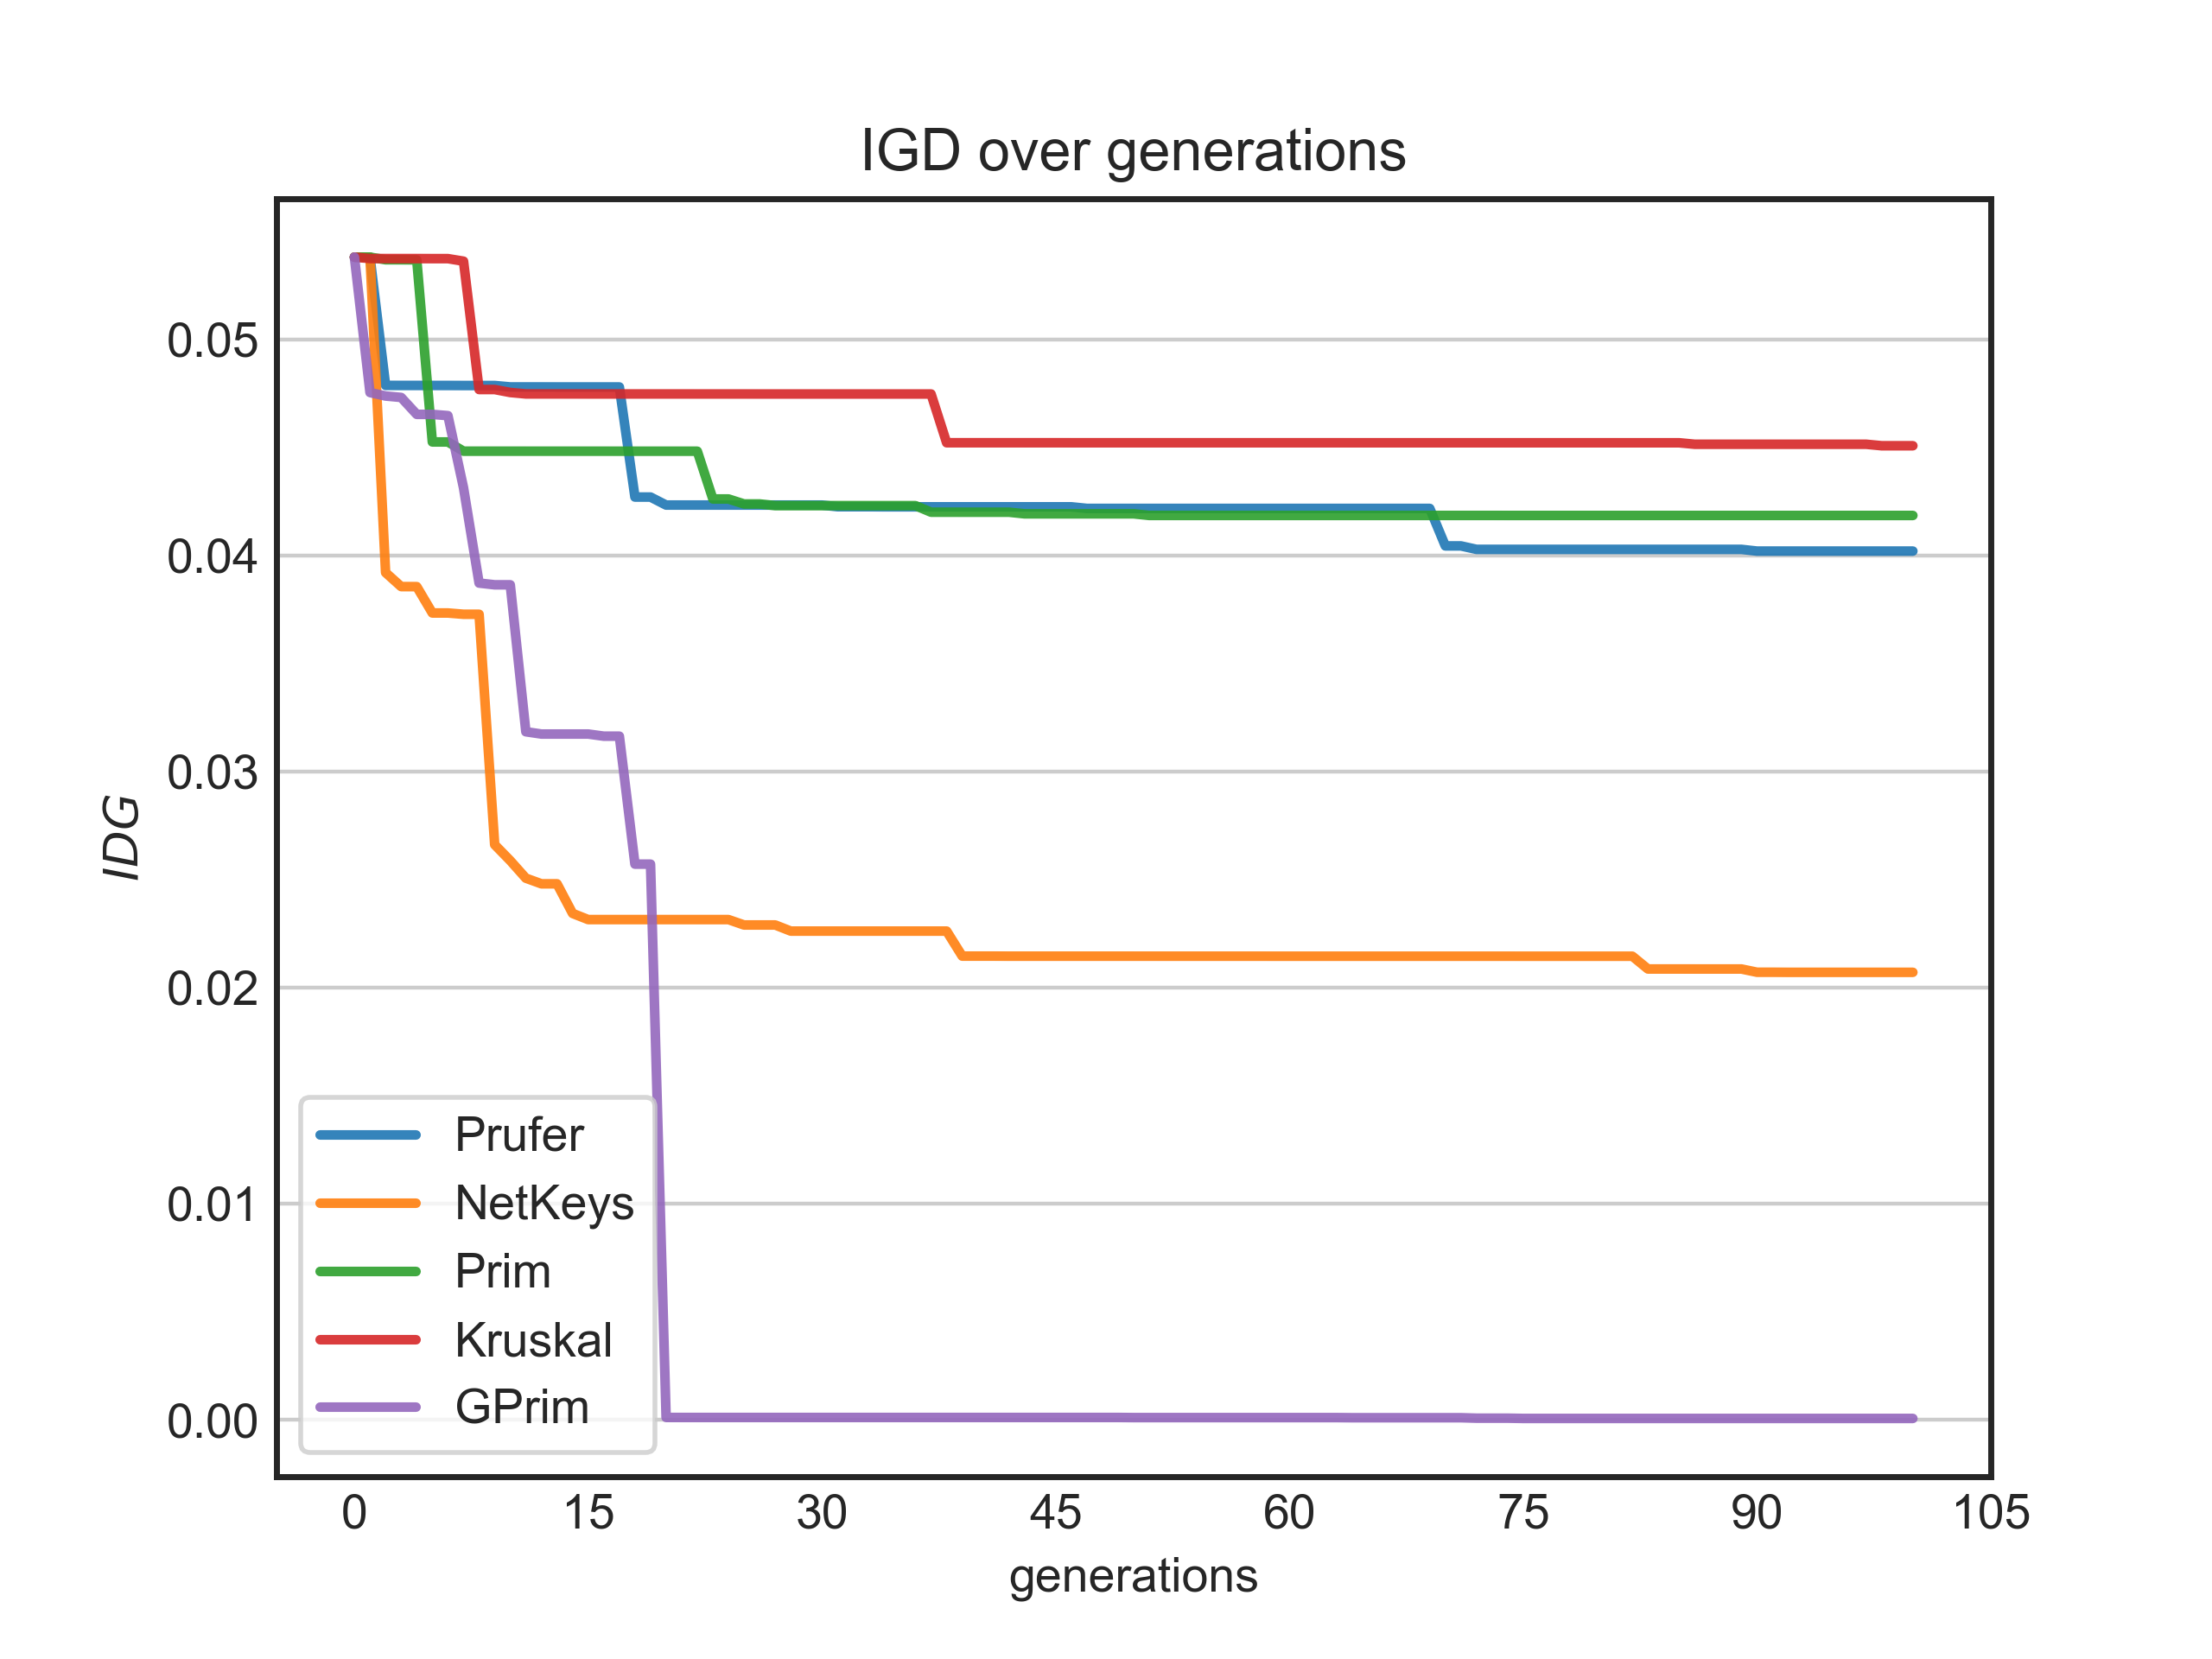 IGD over generations
0.05
0.04
0.03
0.02
0.01
0.00
IDG
Prufer
NetKeys
Prim
Kruskal
GPrim
0 15 30 45 60 75 90 105
generations